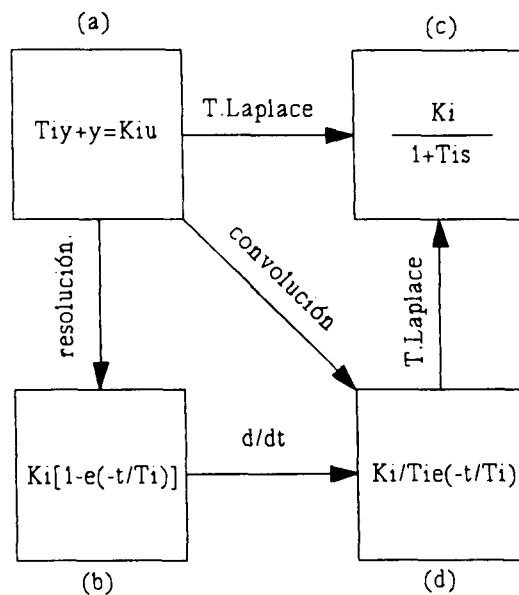 (a)
(c)
Tiy+y=Kiu
T.Laplace
Ki
1+Tis
resolución.
convolución
T.Laplace
Ki[1-e(-t/Ti)]
d/dt
Ki/Tie(-t/Ti)
(b)
(d)